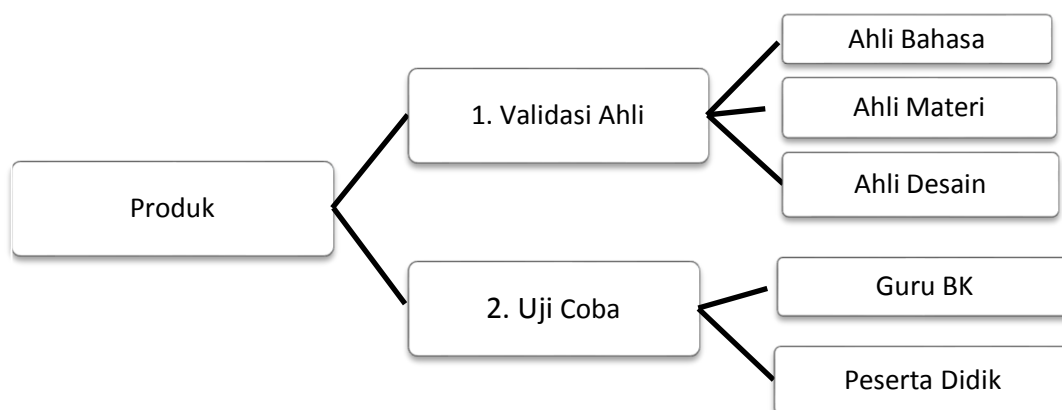 Produk
1. Validasi Ahli
Ahli Bahasa
Ahli Materi
Ahli Desain
2. Uji Coba
Guru BK
Peserta Didik